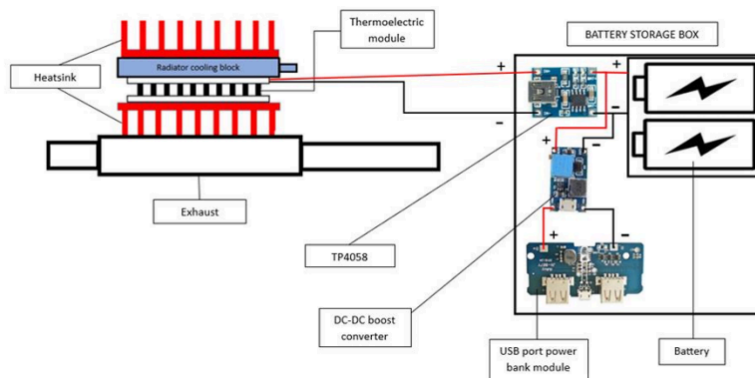 Thermoelectric
module
BATTERY STORAGE BOX
Heatsink
Radiator cooling block
+
+
+
-
-
+
-
+
-
Exhaust
TP4058
DC-DC boost
converter
USB port power
bank module
Battery